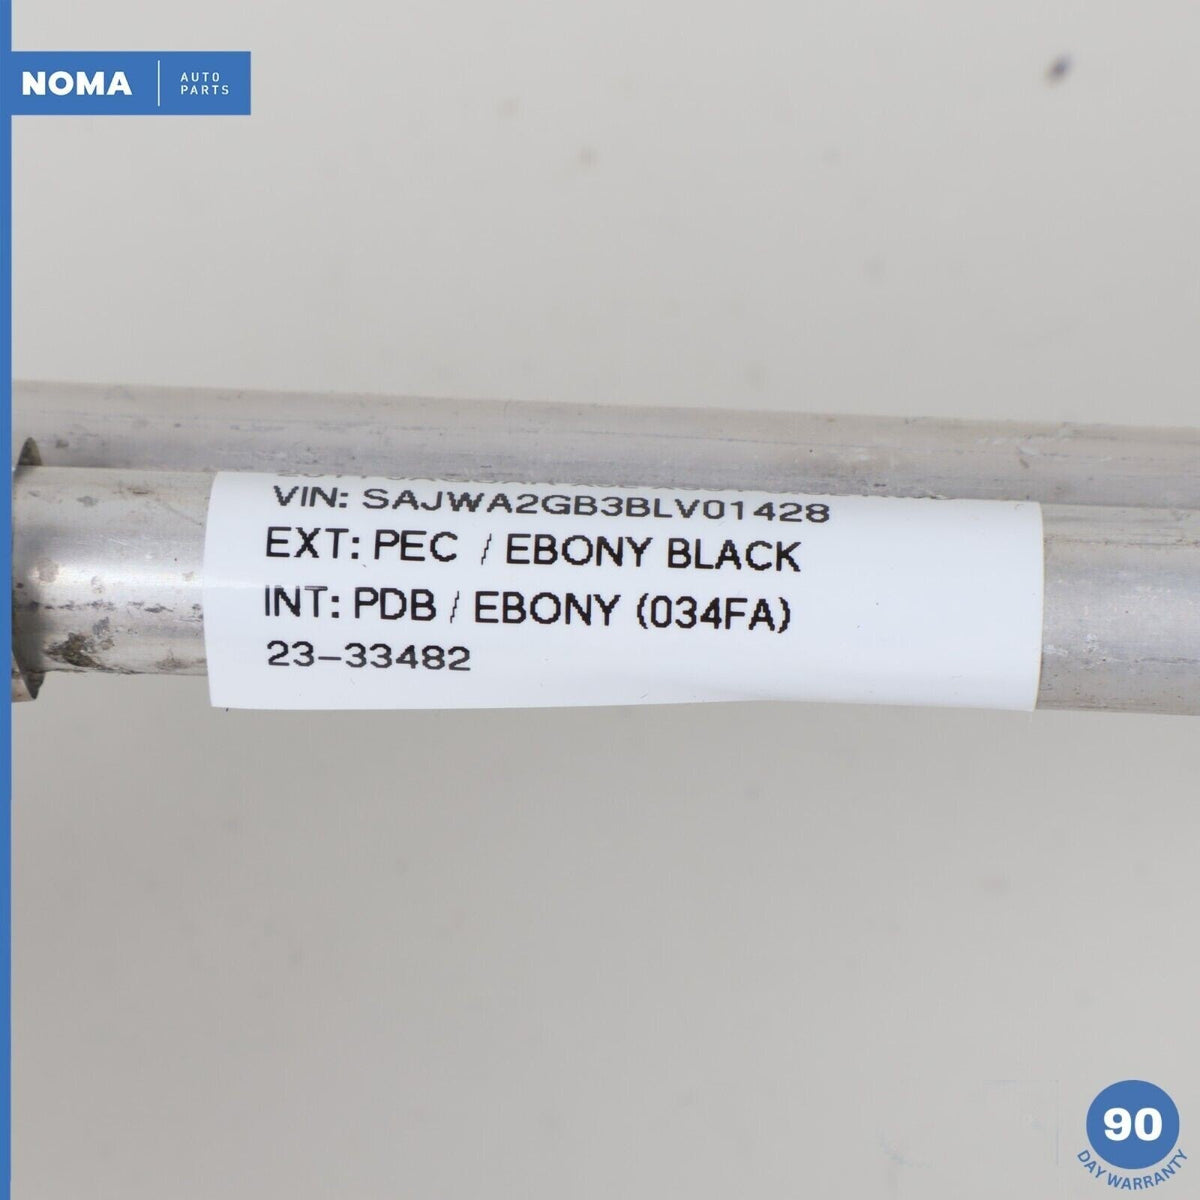 NOMA
AUTO
PARTS
VIN: SAJWA2GB3BLV01428
EXT: PEC / EBONY BLACK
INT: PDB / EBONY (034FA)
23-33482
90
DAY WARRANTY